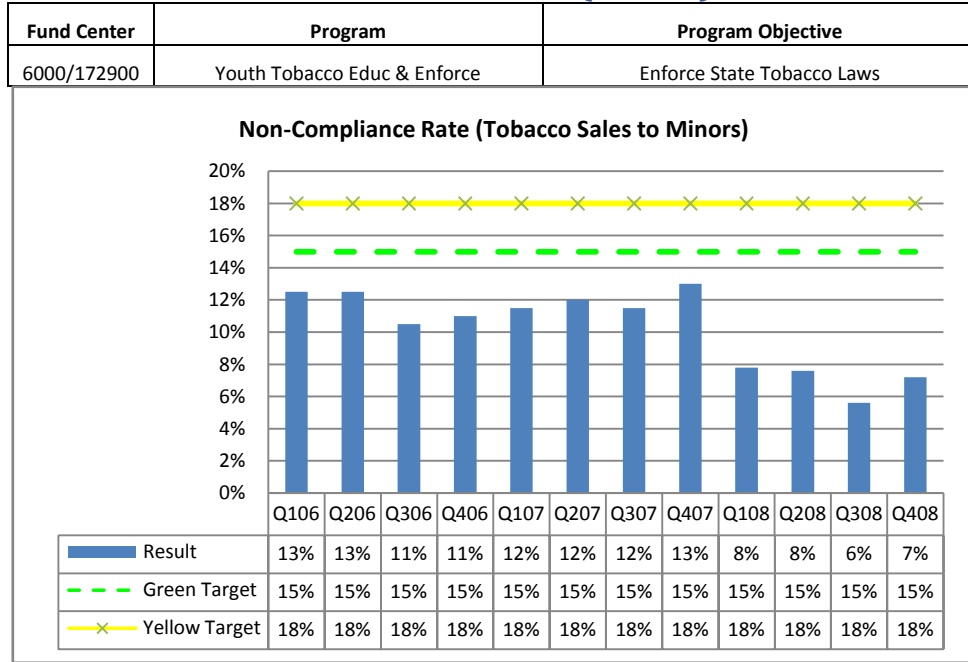 Fund Center Program Program Objective
6000/172900 Youth Tobacco Educ & Enforce Enforce State Tobacco Laws
Non-Compliance Rate (Tobacco Sales to Minors)
20%
18%
16%
14%
12%
10%
8%
6%
4%
2%
0%
Q106 Q206 Q306 Q406 Q107 Q207 Q307 Q407 Q108 Q208 Q308 Q408
Result 13% 13% 11% 11% 12% 12% 12% 13% 8% 8% 6% 7%
Green Target 15% 15% 15% 15% 15% 15% 15% 15% 15% 15% 15% 15%
Yellow Target 18% 18% 18% 18% 18% 18% 18% 18% 18% 18% 18% 18%